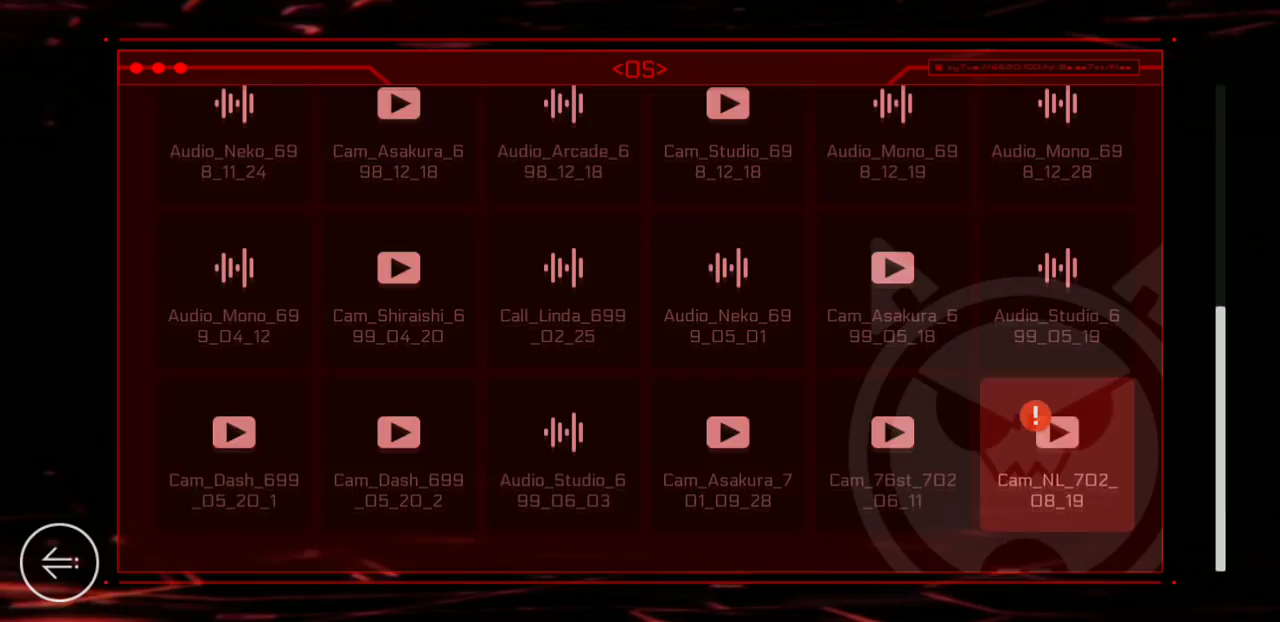 <OS>
Audio_Neko_69
8_11_24
Cam_Asakura_6
98_12_18
Audio_Arcade_6
98_12_18
Cam_Studio_69
8_12_18
Audio_Mono_69
8_12_19
Audio_Mono_69
8_12_28
Audio_Mono_69
9_04_12
Cam_Shiraishi_6
99_04_20
Call_Linda_699
_02_25
Audio_Neko_69
9_05_01
Cam_Asakura_6
99_05_18
Audio_Studio_6
99_05_19
Cam_Dash_699
_05_20_1
Cam_Dash_699
_05_20_2
Audio_Studio_6
99_06_03
Cam_Asakura_7
01_09_28
Cam_76st_702
_06_11
!
Cam_NL_702_
08_19